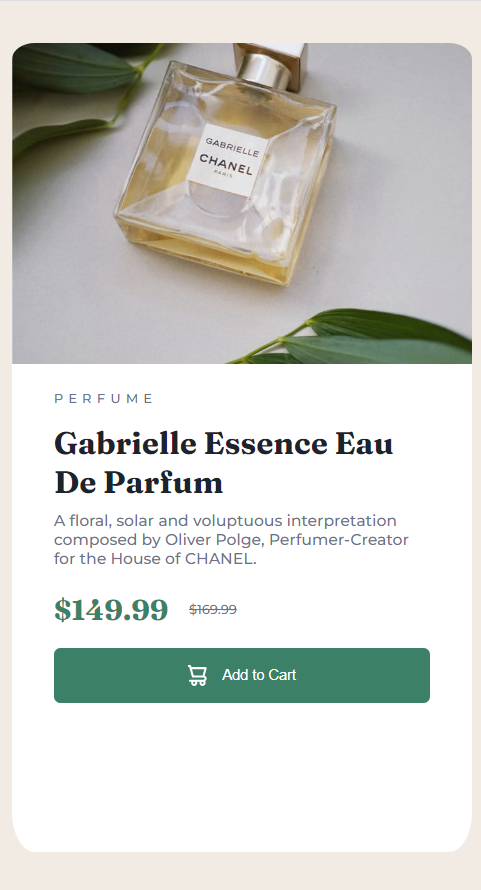 GABRIELLE
CHANEL
PARIS
PERFUME
Gabrielle Essence Eau
De Parfum
A floral, solar and voluptuous interpretation
composed by Oliver Polge, Perfumer-Creator
for the House of CHANEL.
$149.99 $169.99
Add to Cart